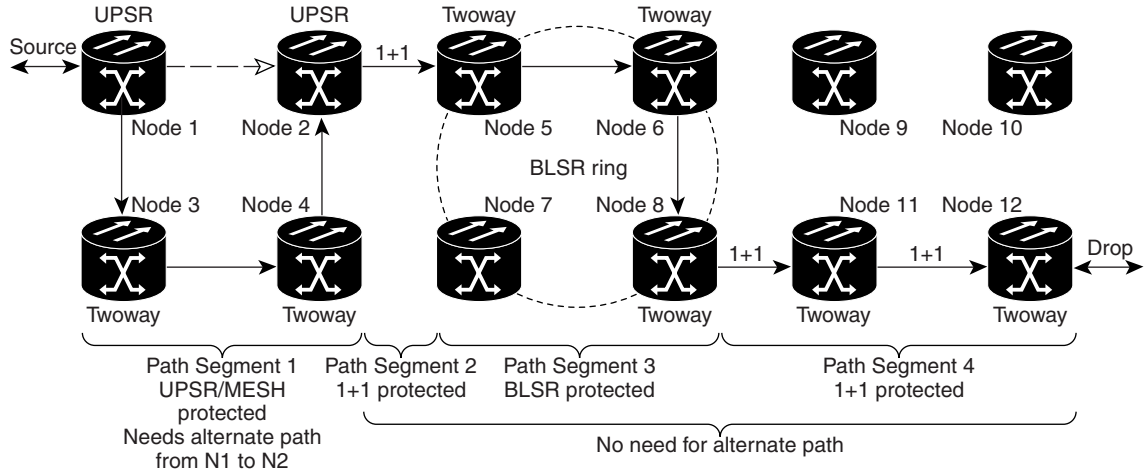 UPSR
UPSR
Twoway
Twoway
Source
1+1
Node 1
Node 2
Node 5
Node 6
Node 9
Node 10
BLSR ring
Node 3
Node 4
Node 7
Node 8
Node 11
Node 12
1+1
1+1
Drop
Twoway
Twoway
Twoway
Twoway
Twoway
Path Segment 1
UPSR/MESH
protected
Needs alternate path
from N1 to N2
Path Segment 2
1+1 protected
Path Segment 3
BLSR protected
Path Segment 4
1+1 protected
No need for alternate path